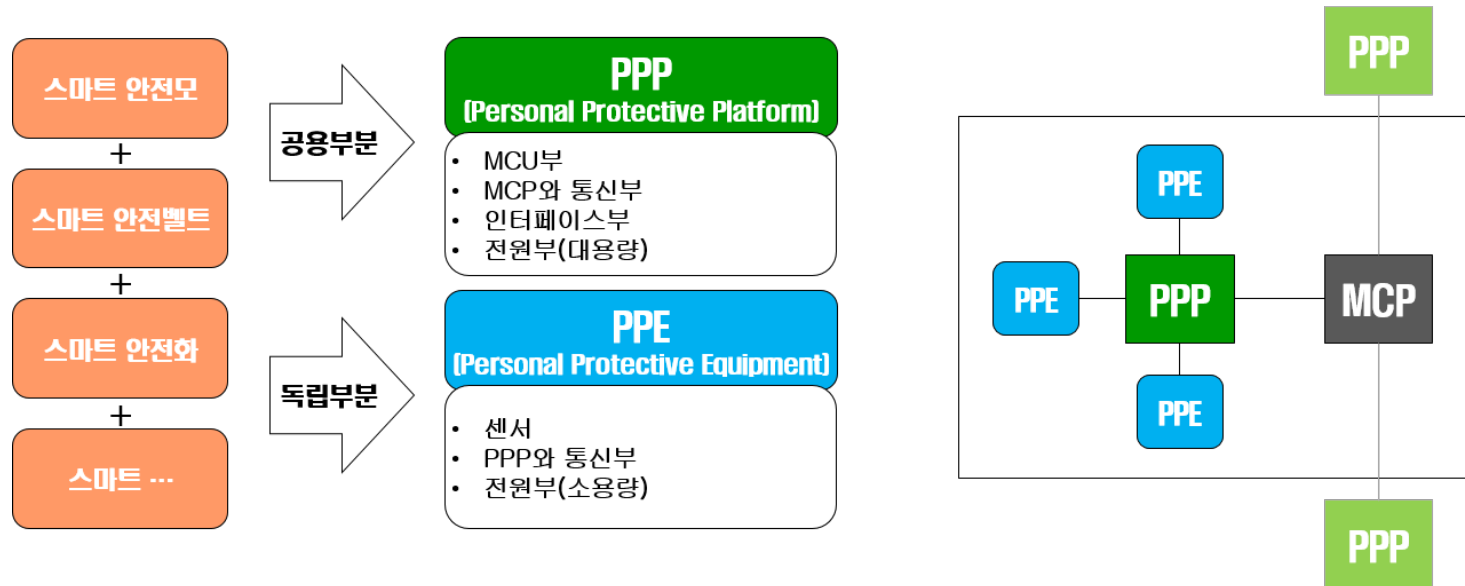 스마트 안전모
+
스마트 안전벨트
+
스마트 안전화
+
스마트 …
공용부분
독립부분
PPP
(Personal Protective Platform)
• MCU부
• MCP와 통신부
• 인터페이스부
• 전원부(대용량)
PPE
(Personal Protective Equipment)
• 센서
• PPP와 통신부
• 전원부(소용량)
PPP
PPE
PPE
PPP
MCP
PPE
PPP